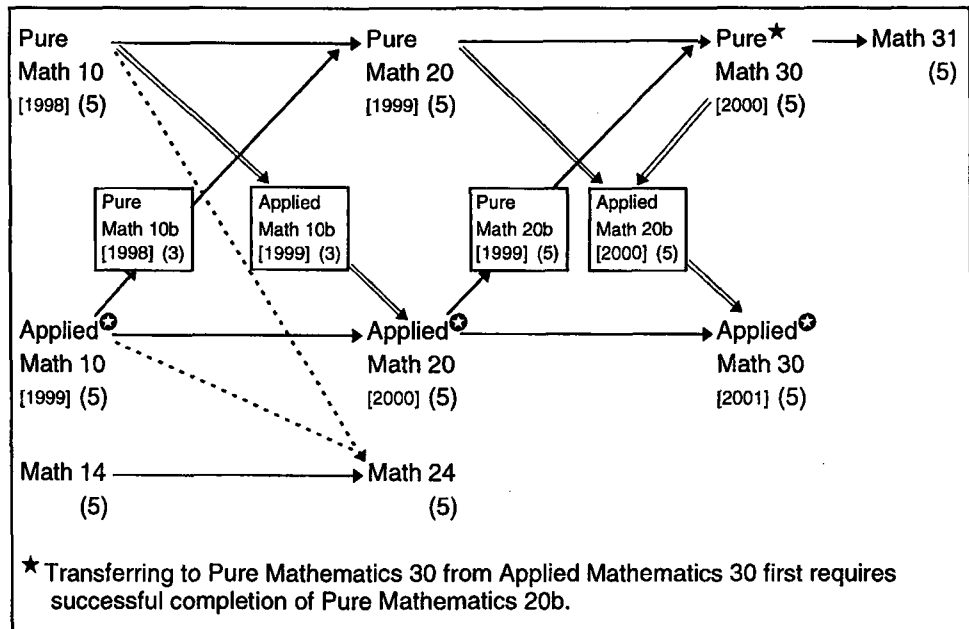 Pure
Math 10
[1998] (5)
Pure
Math 20
[1999] (5)
Pure★
Math 30
[2000] (5)
Math 31
(5)
Pure
Math 10b
[1998] (3)
Applied
Math 10b
[1999] (3)
Pure
Math 20b
[1999] (5)
Applied
Math 20b
[2000] (5)
Applied✪
Math 10
[1999] (5)
Applied✪
Math 20
[2000] (5)
Applied✪
Math 30
[2001] (5)
Math 14
(5)
Math 24
(5)
★ Transferring to Pure Mathematics 30 from Applied Mathematics 30 first requires
successful completion of Pure Mathematics 20b.